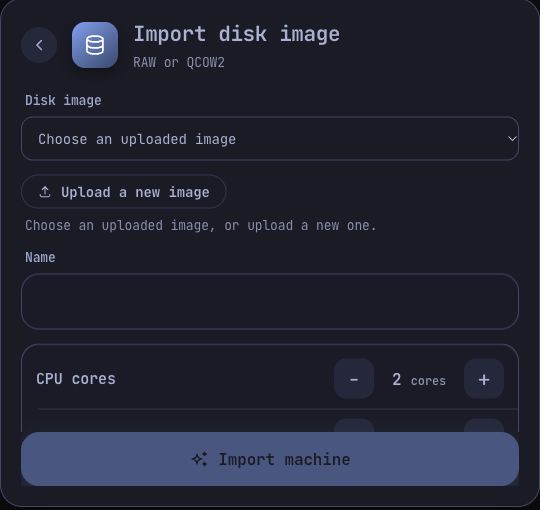 Import disk image
RAW or QCOW2
Disk image
Choose an uploaded image
Upload a new image
Choose an uploaded image, or upload a new one.
Name
CPU cores - 2 cores +
Import machine